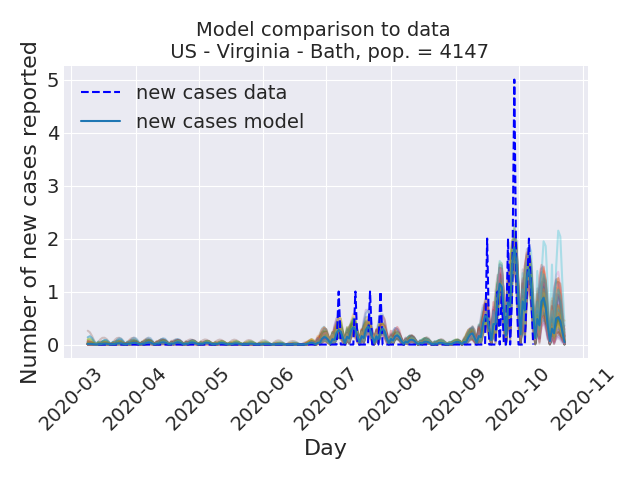 Model comparison to data
US - Virginia - Bath, pop. = 4147
Number of new cases reported
5
4
3
2
1
0
new cases data
new cases model
2020-03
2020-04
2020-05
2020-06
2020-07
2020-08
2020-09
2020-10
2020-11
Day